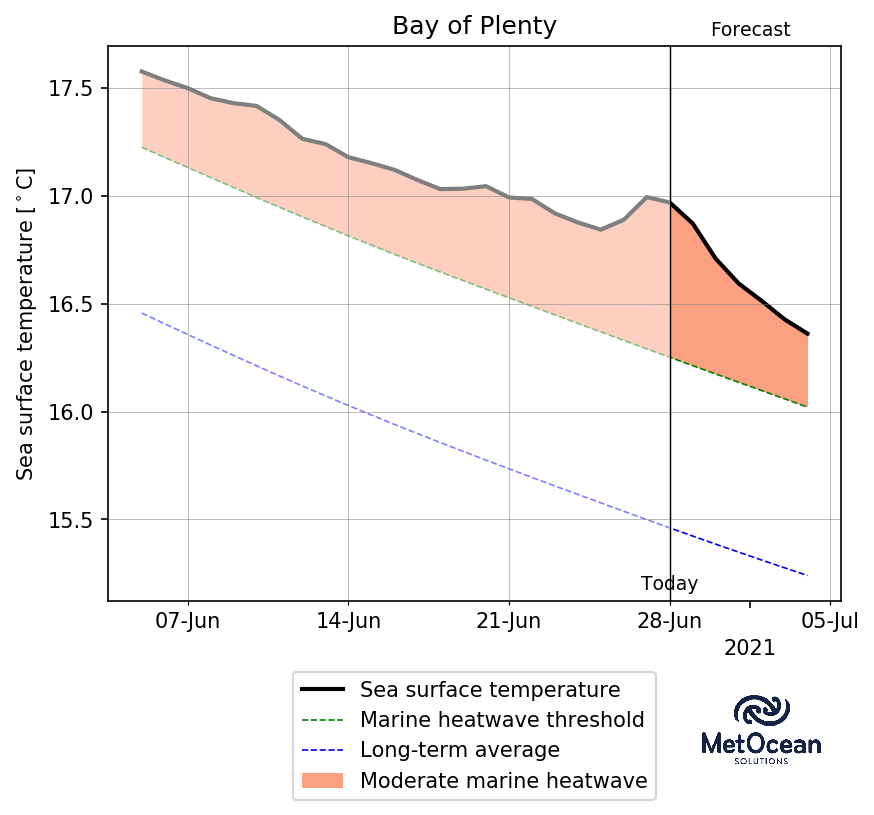 Bay of Plenty
Forecast
Sea surface temperature [°C]
17.5
17.0
16.5
16.0
15.5
Today
07-Jun
14-Jun
21-Jun
28-Jun
05-Jul
2021
Sea surface temperature
Marine heatwave threshold
Long-term average
Moderate marine heatwave
MetOcean
SOLUTIONS